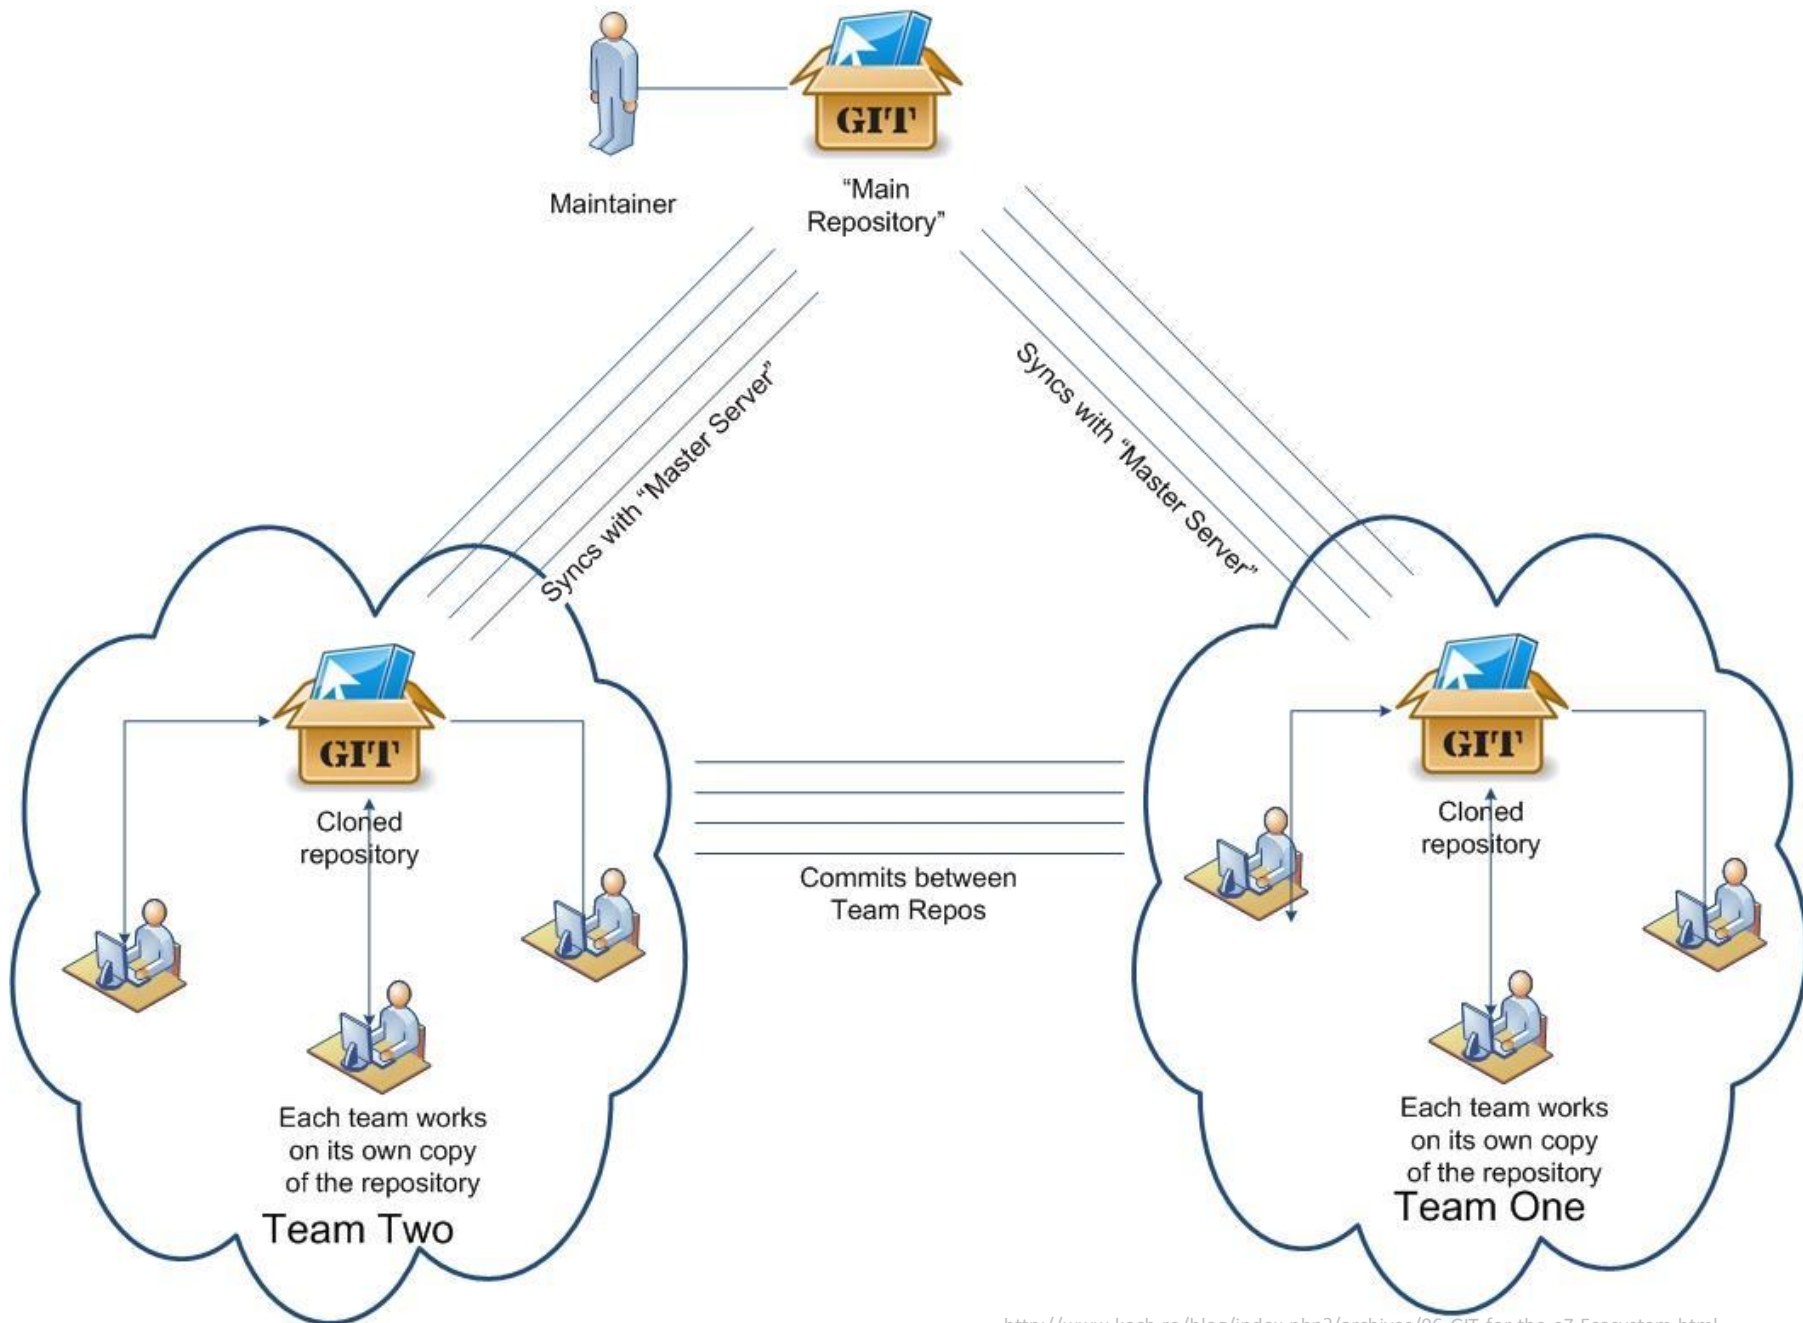 GIT
Maintainer
“Main
Repository”
Syncs with “Master Server”
Syncs with “Master Server”
GIT
Cloned
repository
GIT
Cloned
repository
Commits between
Team Repos
Each team works
on its own copy
of the repository
Team Two
Each team works
on its own copy
of the repository
Team One